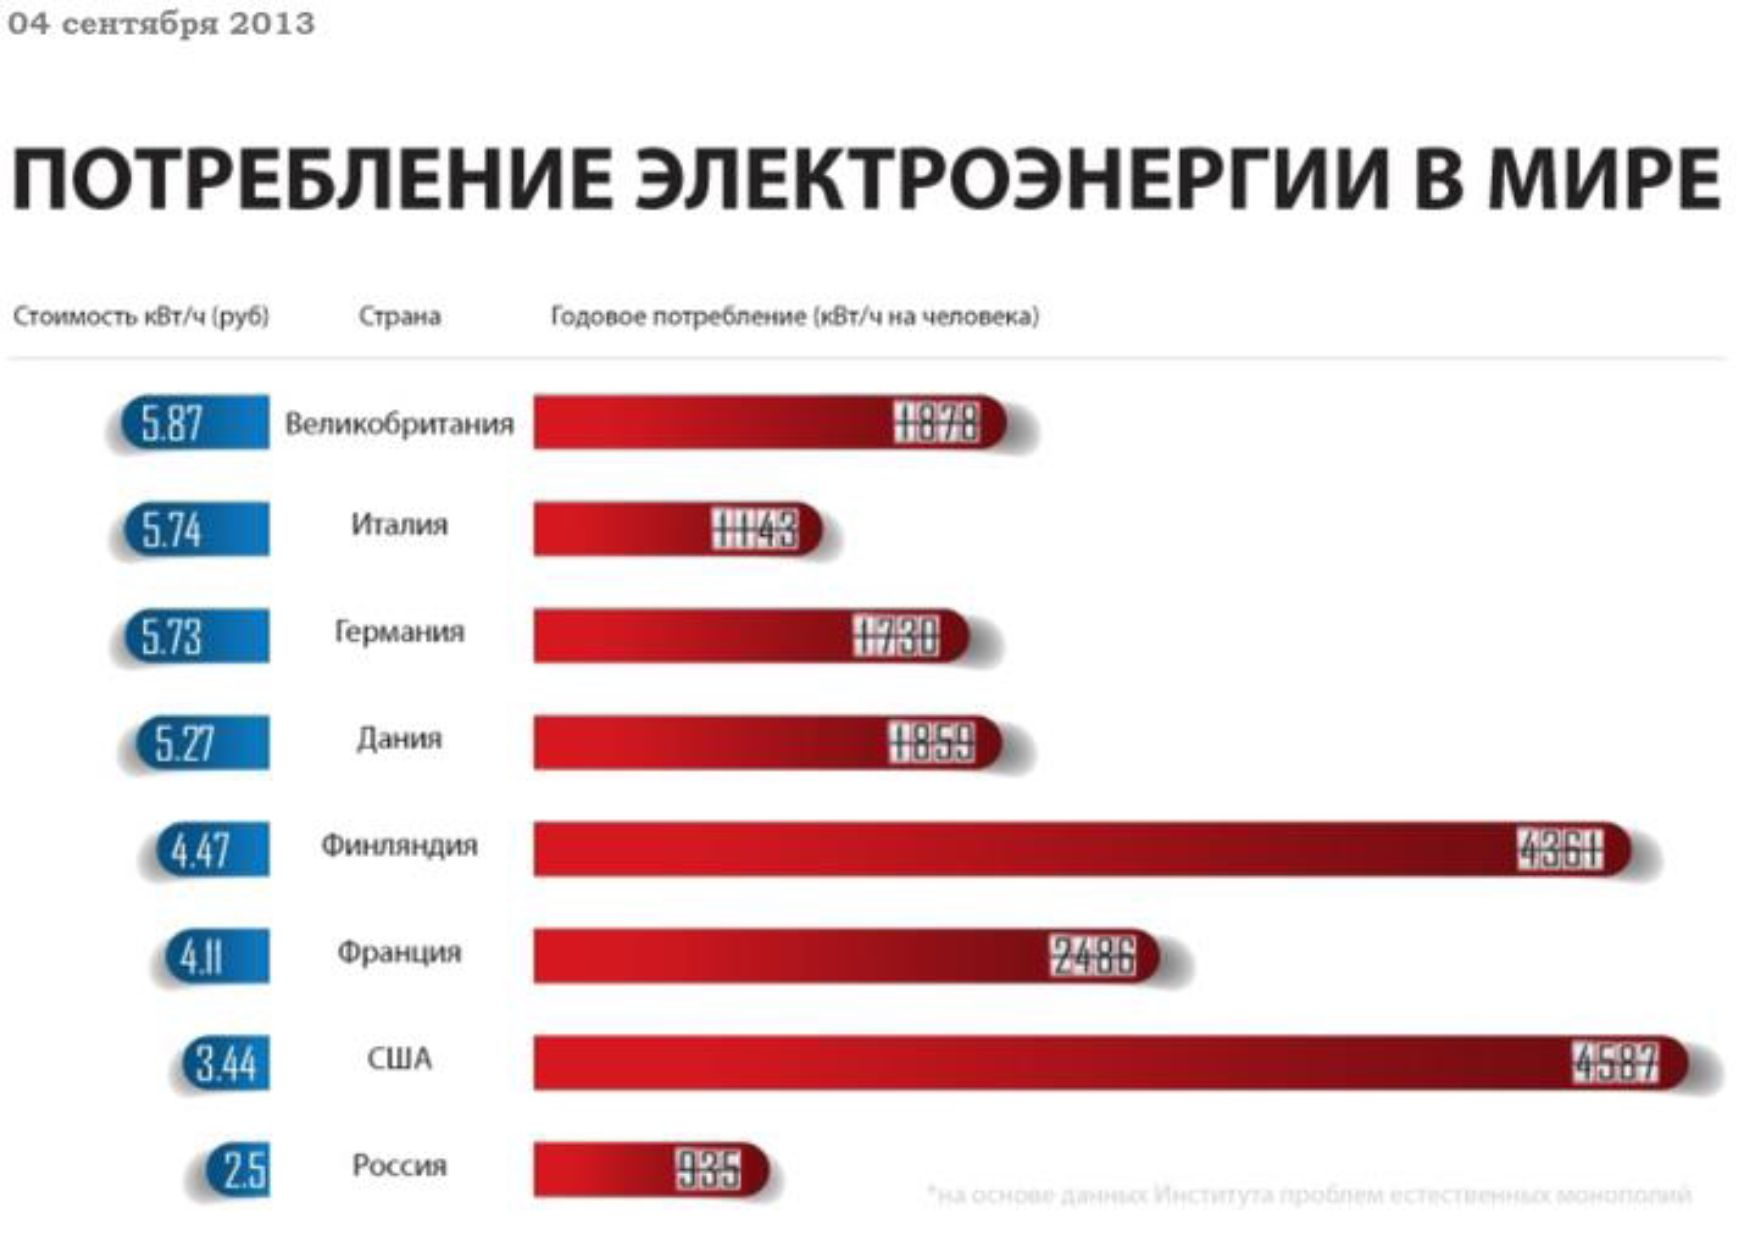 04 сентября 2013
ПОТРЕБЛЕНИЕ ЭЛЕКТРОЭНЕРГИИ В МИРЕ
Стоимость кВт/ч (руб) Страна Годовое потребление (кВт/ч на человека)
5.87 Великобритания 1878
5.74 Италия 1143
5.73 Германия 1730
5.27 Дания 1859
4.47 Финляндия 4361
4.11 Франция 2486
3.44 США 4587
2.5 Россия 935
*на основе данных Института проблем естественных монополий